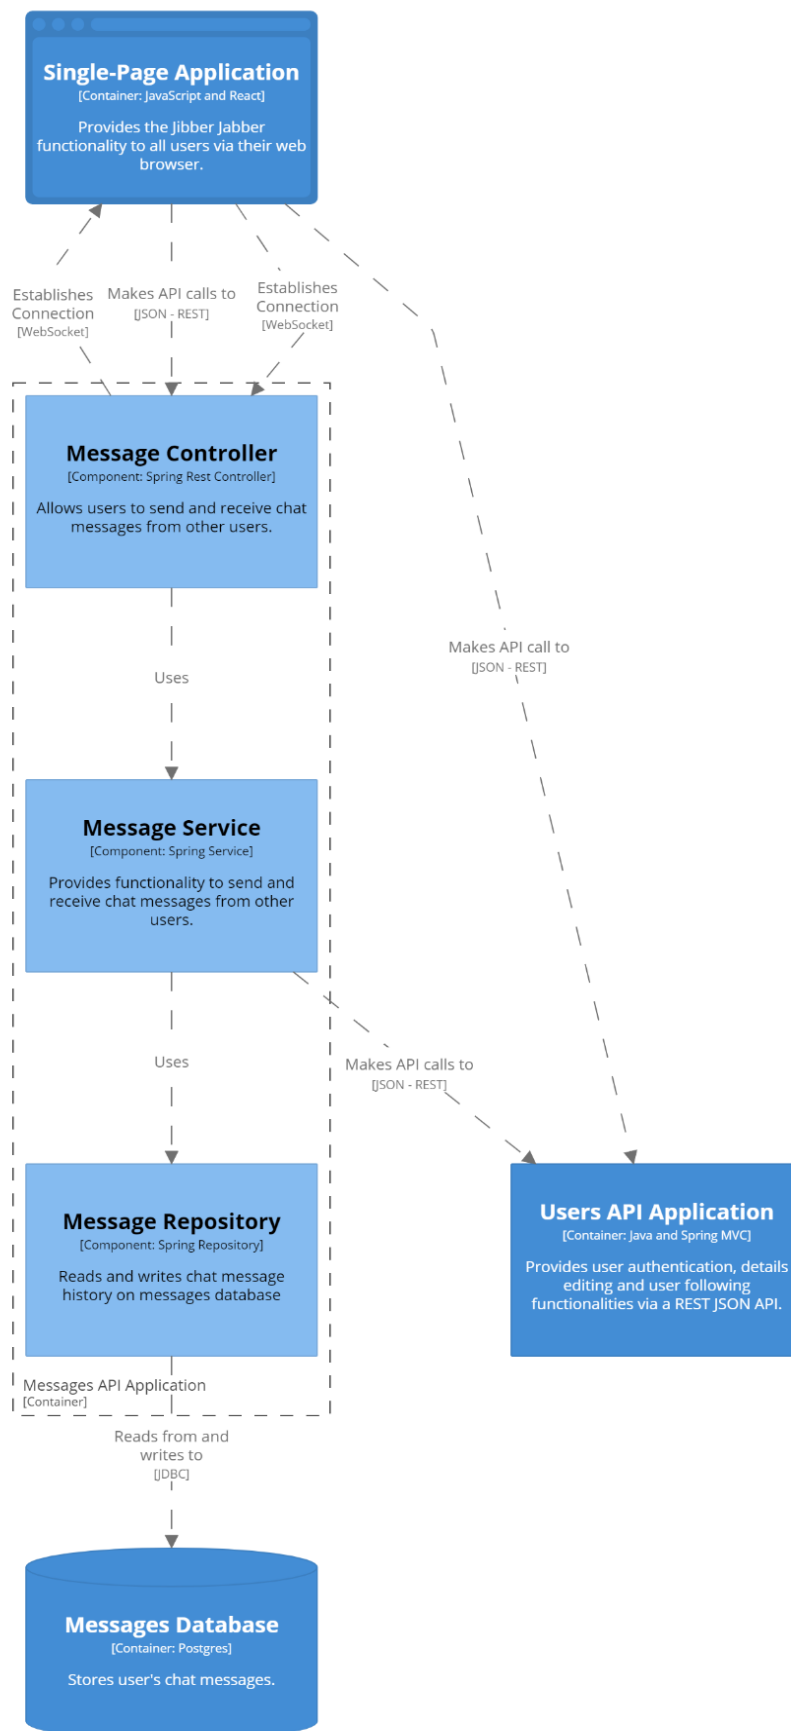 Single-Page Application
[Container: JavaScript and React]
Provides the Jibber Jabber
functionality to all users via their web
browser.
Establishes
Connection
[WebSocket]
Makes API calls to
[JSON - REST]
Establishes
Connection
[WebSocket]
Message Controller
[Component: Spring Rest Controller]
Allows users to send and receive chat
messages from other users.
Uses
Makes API call to
[JSON - REST]
Message Service
[Component: Spring Service]
Provides functionality to send and
receive chat messages from other
users.
Uses
Makes API calls to
[JSON - REST]
Message Repository
[Component: Spring Repository]
Reads and writes chat message
history on messages database
Users API Application
[Container: Java and Spring MVC]
Provides user authentication, details
editing and user following
functionalities via a REST JSON API.
Messages API Application
[Container]
Reads from and
writes to
[JDBC]
Messages Database
[Container: Postgres]
Stores user's chat messages.